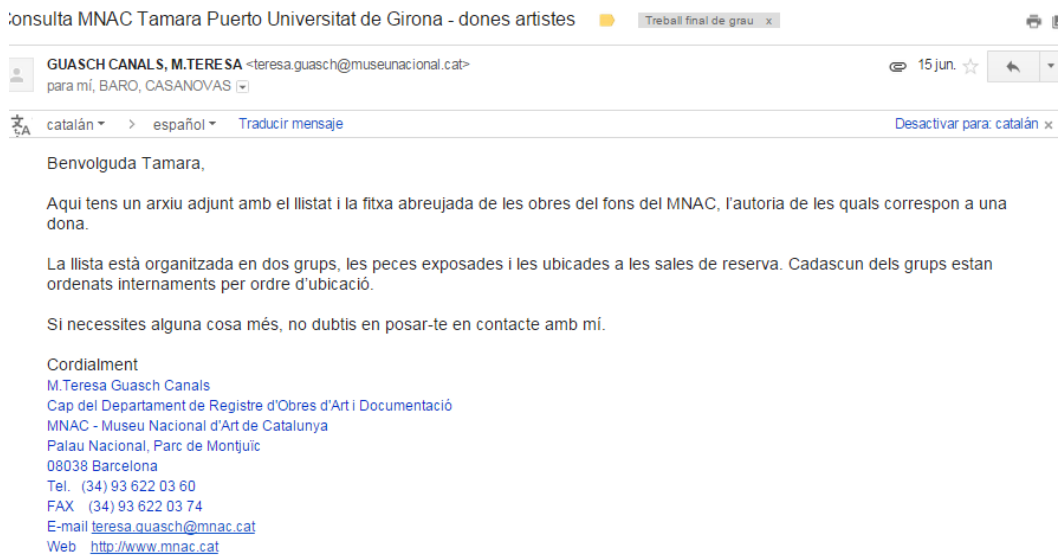 Consulta MNAC Tamara Puerto Universitat de Girona - dones artistes Treball final de grau x
GUASCH CANALS, M.TERESA <teresa.guasch@museunacional.cat> 15 jun.
para mí, BARO, CASANOVAS
catalán > español Traducir mensaje Desactivar para: catalán x
Benvolguda Tamara,
Aqui tens un arxiu adjunt amb el llistat i la fitxa abreujada de les obres del fons del MNAC, l'autoria de les quals correspon a una
dona.
La llista està organitzada en dos grups, les peces exposades i les ubicades a les sales de reserva. Cadascun dels grups estan
ordenats internaments per ordre d'ubicació.
Si necessites alguna cosa més, no dubtis en posar-te en contacte amb mí.
Cordialment
M.Teresa Guasch Canals
Cap del Departament de Registre d'Obres d'Art i Documentació
MNAC - Museu Nacional d'Art de Catalunya
Palau Nacional, Parc de Montjuïc
08038 Barcelona
Tel. (34) 93 622 03 60
FAX (34) 93 622 03 74
E-mail teresa.guasch@mnac.cat
Web http://www.mnac.cat